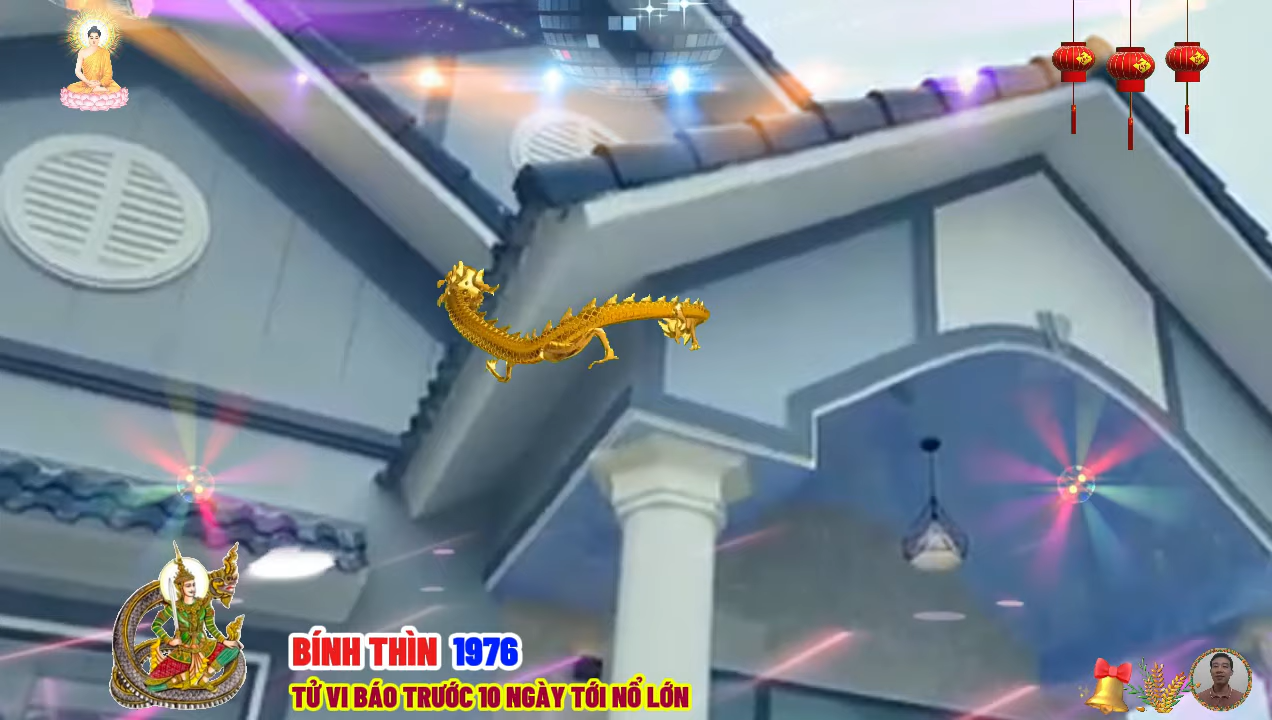 BÍNH THÌN 1976
TỬ VI BÁO TRƯỚC 10 NGÀY TỚI NỔ LỚN